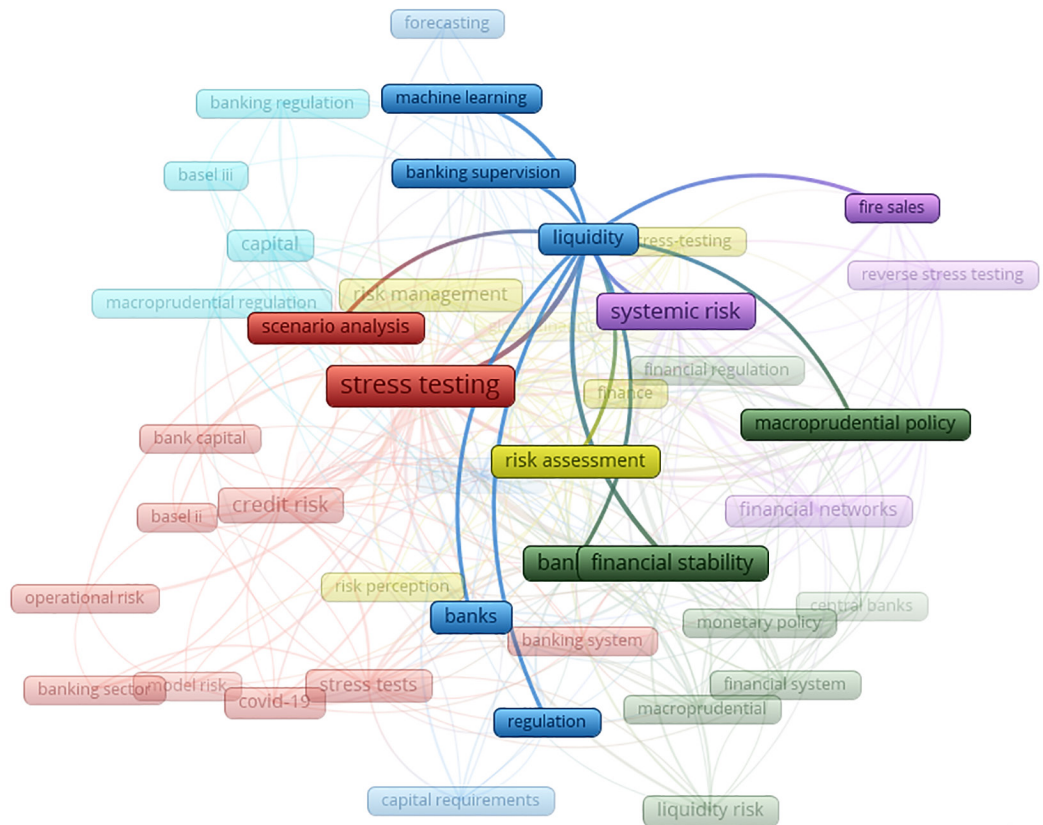 forecasting
machine learning
banking regulation
banking supervision
basel iii
fire sales
liquidity
capital
reverse stress testing
risk management
macroprudential regulation
systemic risk
scenario analysis
financial regulation
stress testing
finance
macroprudential policy
bank capital
risk assessment
credit risk
financial networks
basel ii
financial stability
risk perception
operational risk
central banks
banks
monetary policy
banking system
stress tests
financial system
model risk
banking sector
covid-19
macroprudential
regulation
capital requirements
liquidity risk